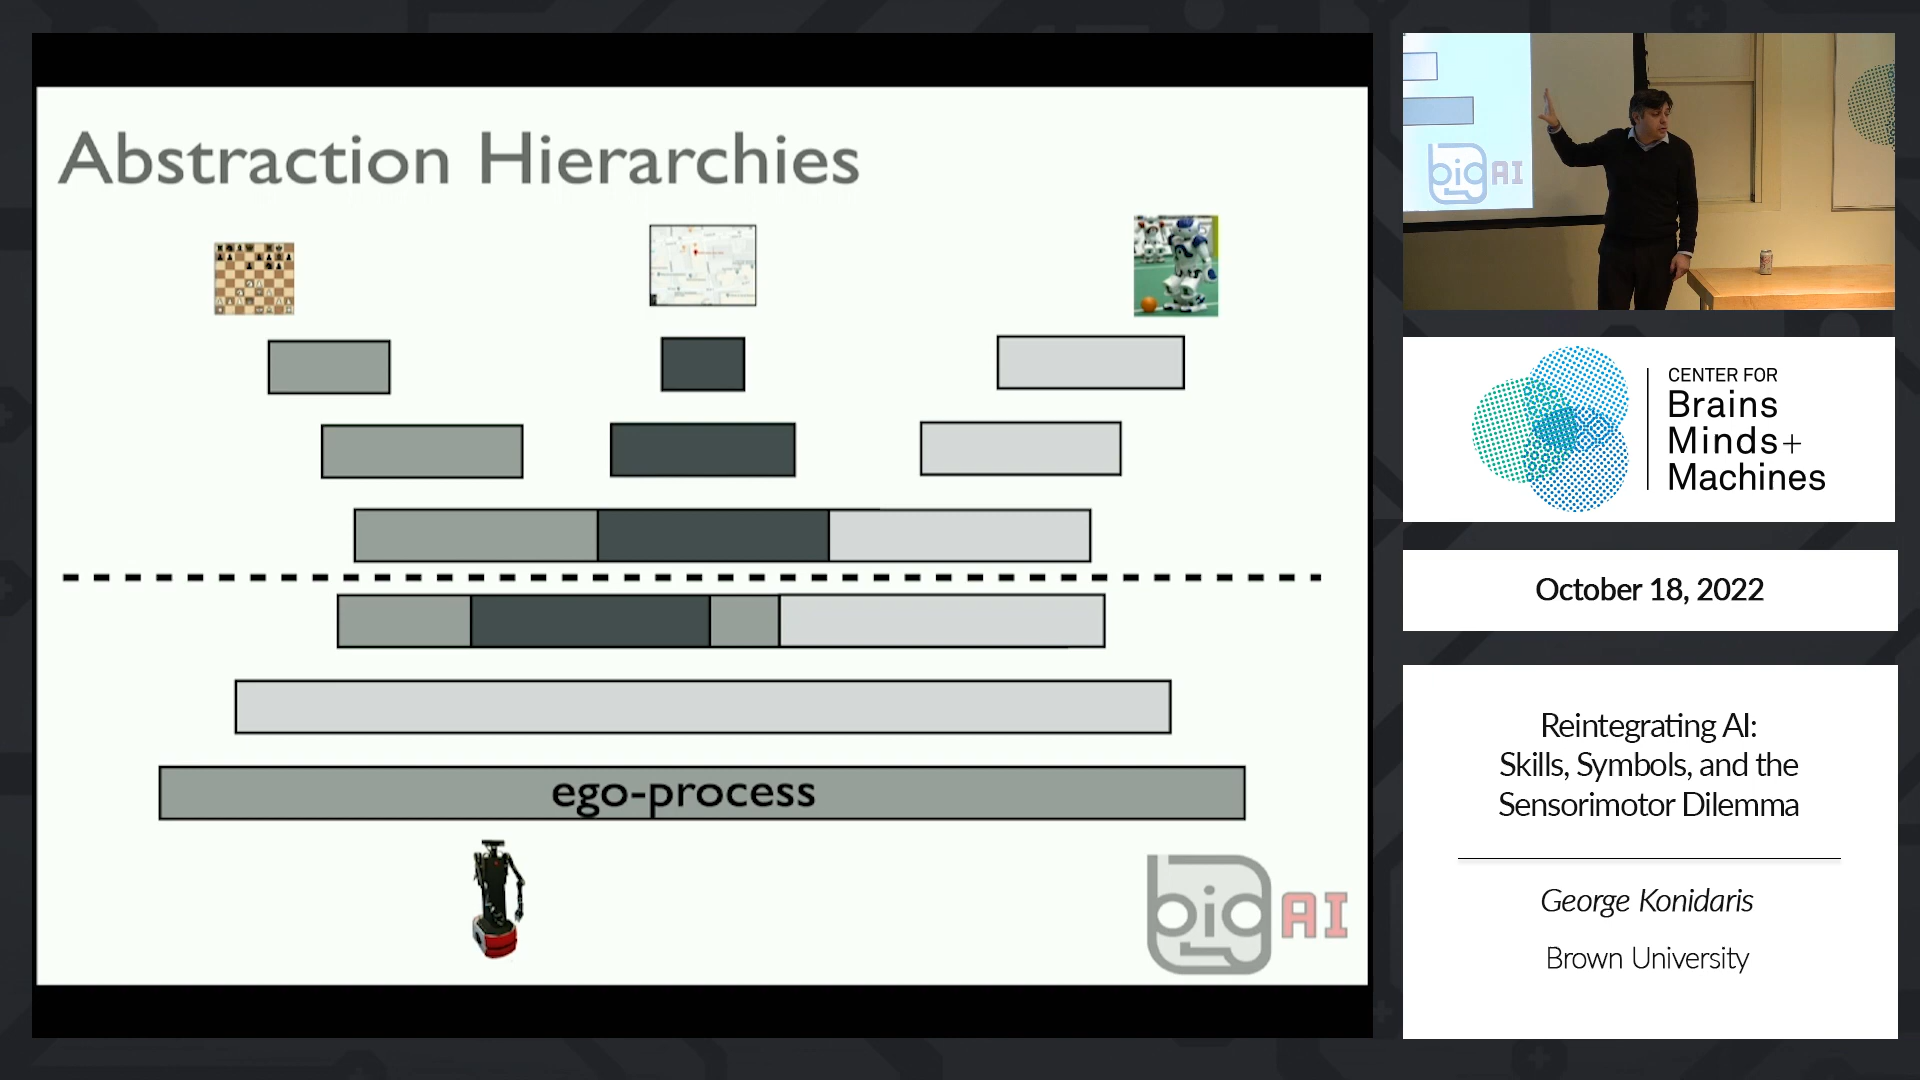 Abstraction Hierarchies
ego-process
big AI
big AI
CENTER FOR
Brains
Minds+
Machines
October 18, 2022
Reintegrating AI:
Skills, Symbols, and the
Sensorimotor Dilemma
George Konidaris
Brown University